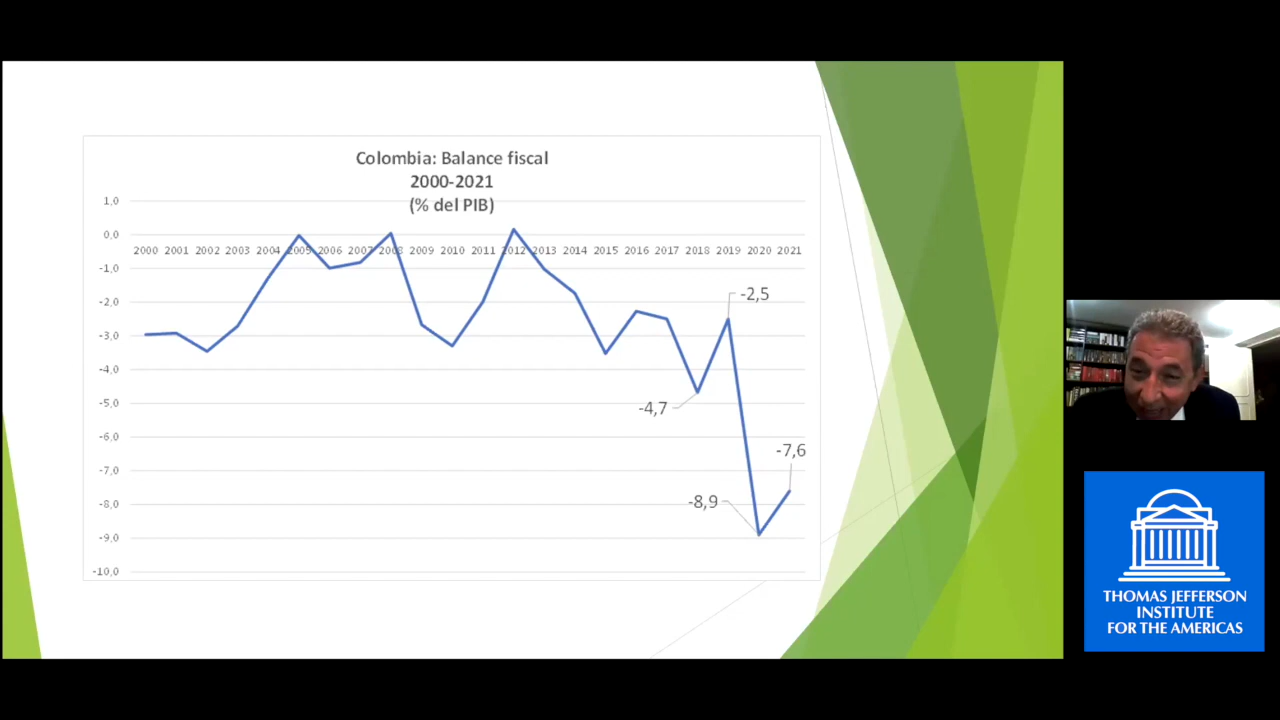 Colombia: Balance fiscal
2000-2021
(% del PIB)
1,0
0,0
2000 2001 2002 2003 2004 2005 2006 2007 2008 2009 2010 2011 2012 2013 2014 2015 2016 2017 2018 2019 2020 2021
-1,0
-2,0
-3,0
-4,0
-5,0
-6,0
-7,0
-8,0
-9,0
-10,0
-2,5
-4,7
-7,6
-8,9
THOMAS JEFFERSON
INSTITUTE
FOR THE AMERICAS